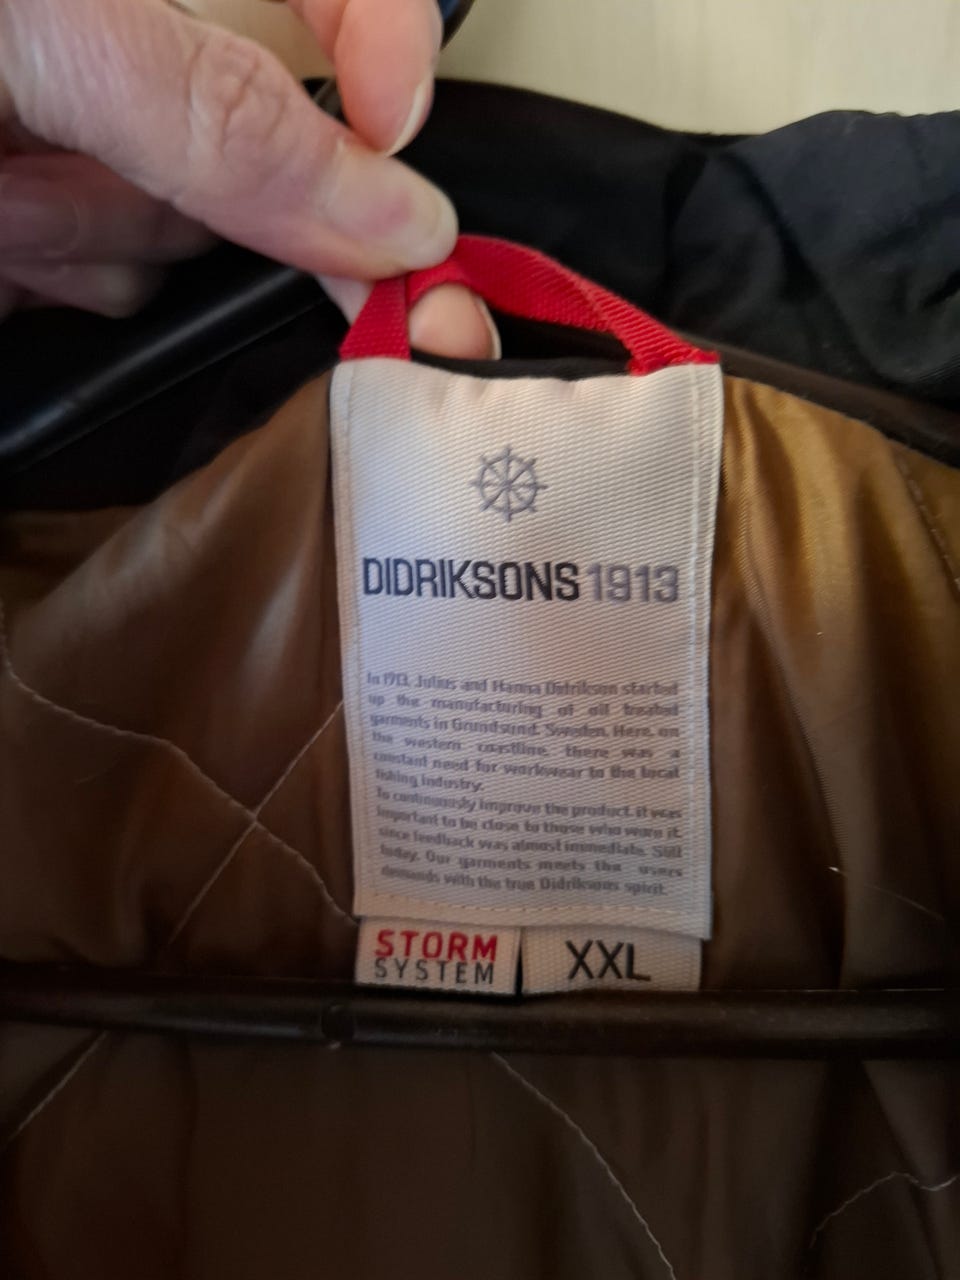 DIDRIKSONS 1913
In 1913, Julius and Hanna Didrikson started
up the manufacturing of oil treated
garments in Grundsund, Sweden. Here, on
the western coastline, there was a
constant need for workwear to the local
fishing industry.
To continuously improve the product, it was
important to be close to those who wore it,
since feedback was almost immediate. Still
today. Our garments meets the users
demands with the true Didriksons spirit.
STORM
SYSTEM
XXL